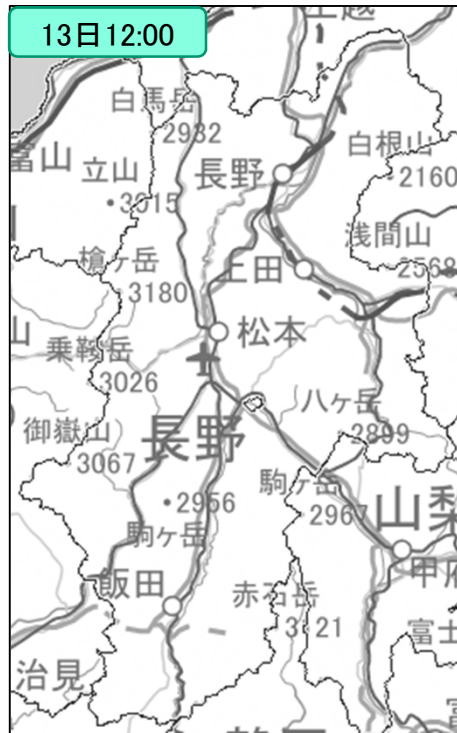 13日12:00
上越
白馬岳
2932
富山
立山
3015
長野
白根山
2160
浅間山
2568
槍ヶ岳
3180
上田
松本
乗鞍岳
3026
八ヶ岳
2899
御嶽山
3067
長野
駒ヶ岳
2967
2956
駒ヶ岳
山梨
甲府
飯田
赤石岳
3121
富士
治見